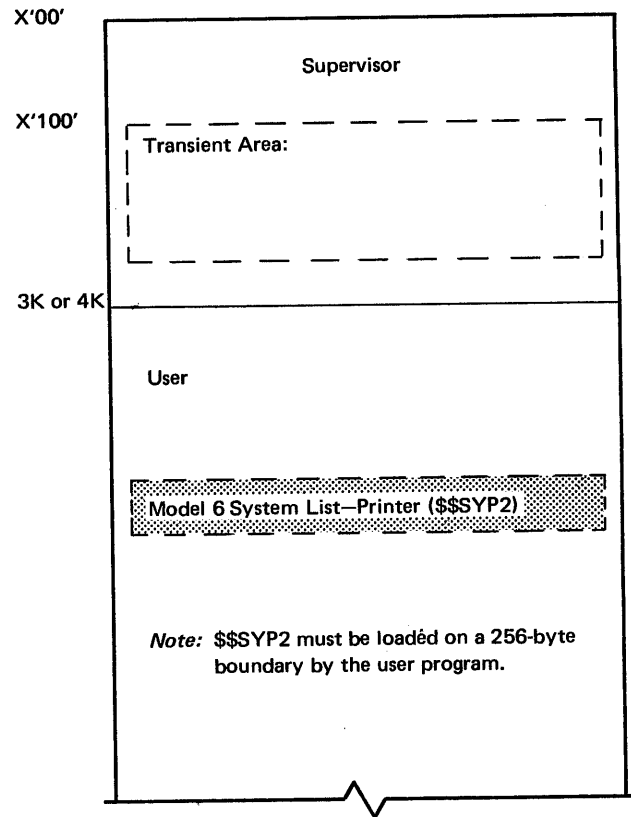 X'00'
Supervisor
X'100'
Transient Area:
3K or 4K
User
Model 6 System List—Printer ($$SYP2)
Note: $$SYP2 must be loaded on a 256-byte
boundary by the user program.